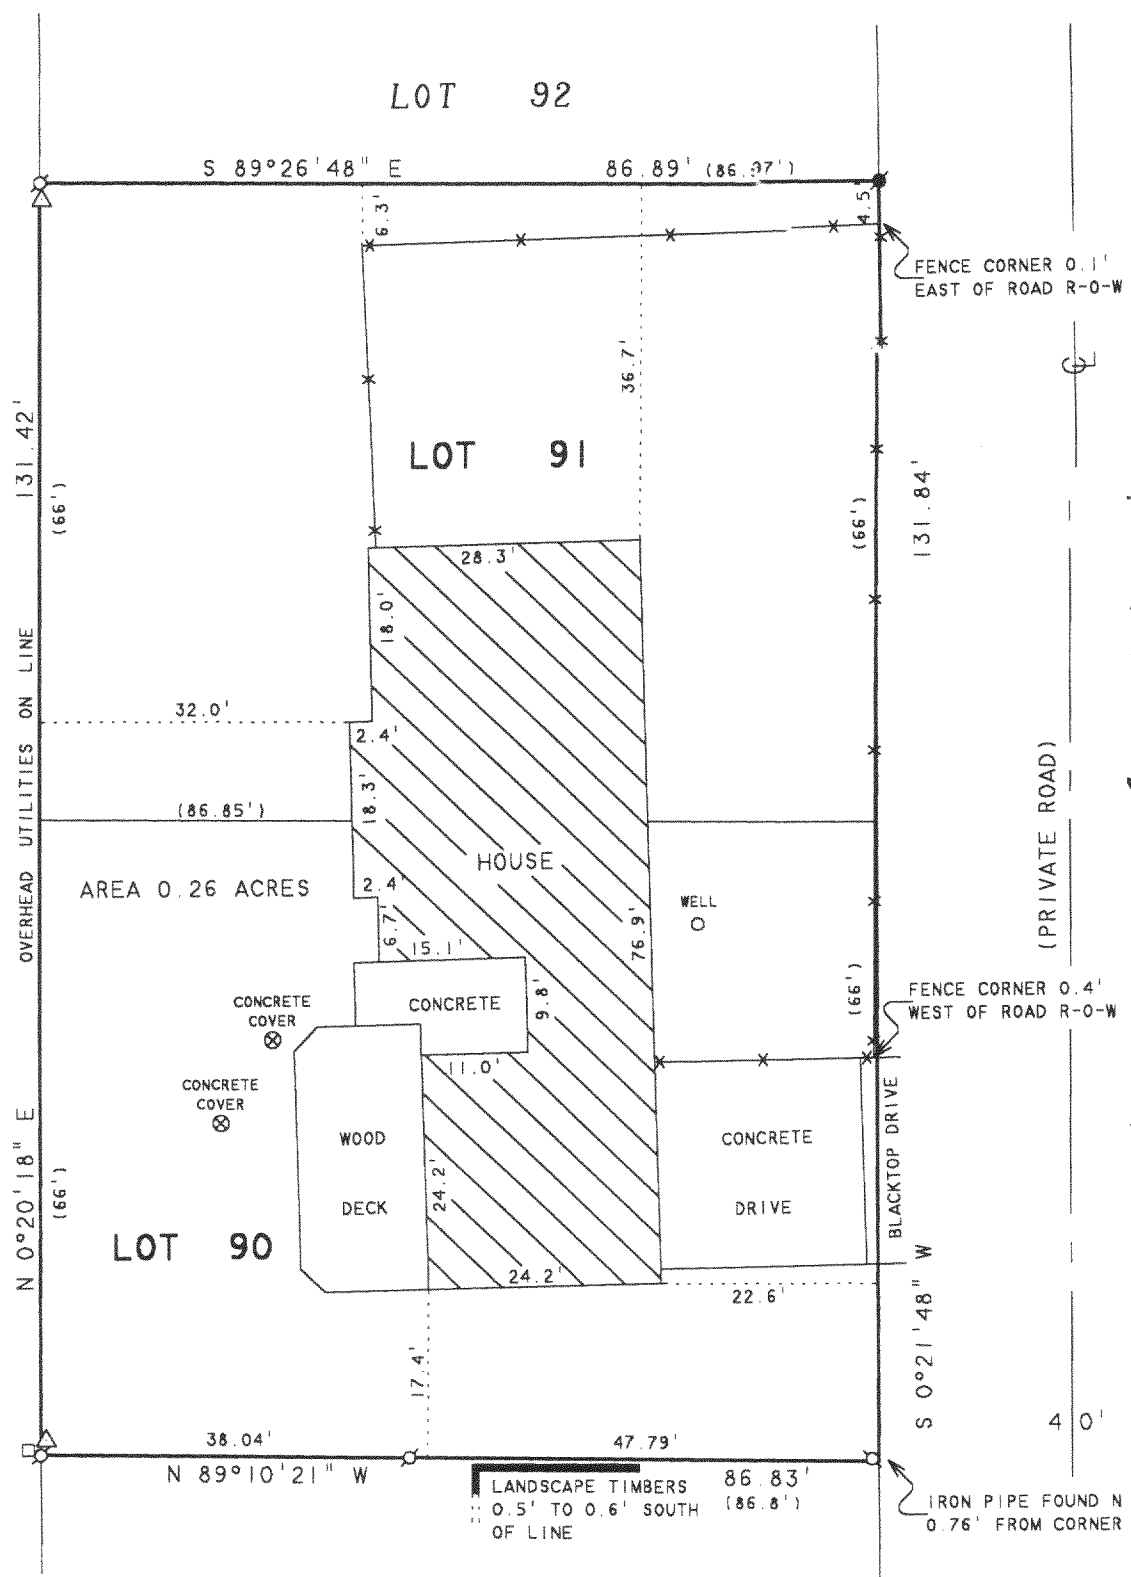 LOT 92
S 89°26'48" E 86.89' (86.97')
6.3'
4.5'
FENCE CORNER 0.1'
EAST OF ROAD R-O-W
36.7'
131.42'
(66')
LOT 91
(66')
131.84'
28.3'
18.0'
OVERHEAD UTILITIES ON LINE
32.0'
2.4'
18.3'
(86.85')
HOUSE
AREA 0.26 ACRES
2.4'
6.7'
15.1'
76.9'
WELL
(PRIVATE ROAD)
CONCRETE
COVER
CONCRETE
9.8'
(66')
FENCE CORNER 0.4'
WEST OF ROAD R-O-W
11.0'
CONCRETE
COVER
WOOD
DECK
24.2'
CONCRETE
DRIVE
BLACKTOP DRIVE
N 0°20'18" E
(66')
LOT 90
24.2'
22.6'
17.4'
S 0°21'48" W
40'
38.04'
47.79'
N 89°10'21" W
86.83'
(86.8')
LANDSCAPE TIMBERS
0.5' TO 0.6' SOUTH
OF LINE
IRON PIPE FOUND N
0.76' FROM CORNER